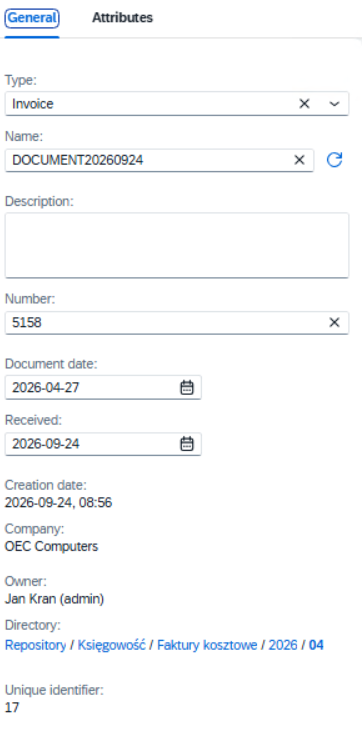 General Attributes
Type:
Invoice
Name:
DOCUMENT20260924
Description:
Number:
5158
Document date:
2026-04-27
Received:
2026-09-24
Creation date:
2026-09-24, 08:56
Company:
OEC Computers
Owner:
Jan Kran (admin)
Directory:
Repository / Księgowość / Faktury kosztowe / 2026 / 04
Unique identifier:
17